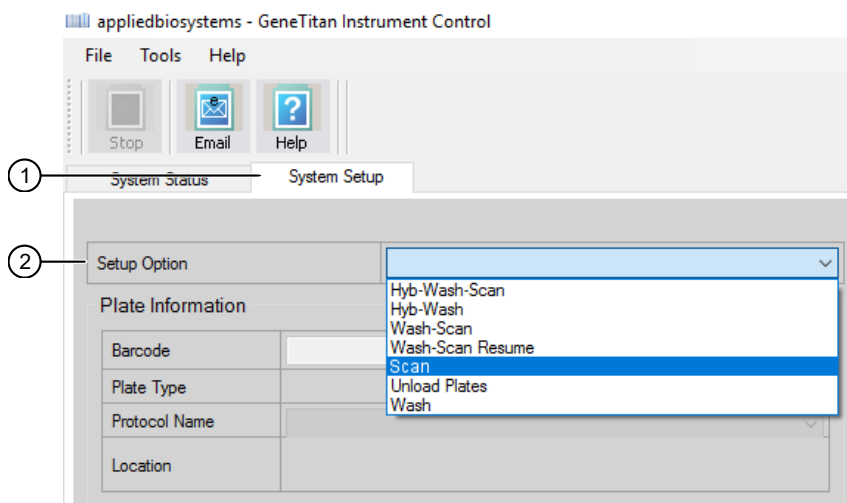 appliedbiosystems - GeneTitan Instrument Control
File Tools Help
Stop Email Help
1 System Status System Setup
2 Setup Option
Hyb-Wash-Scan
Plate Information Hyb-Wash
Wash-Scan
Barcode Wash-Scan Resume
Scan
Plate Type Unload Plates
Wash
Protocol Name
Location